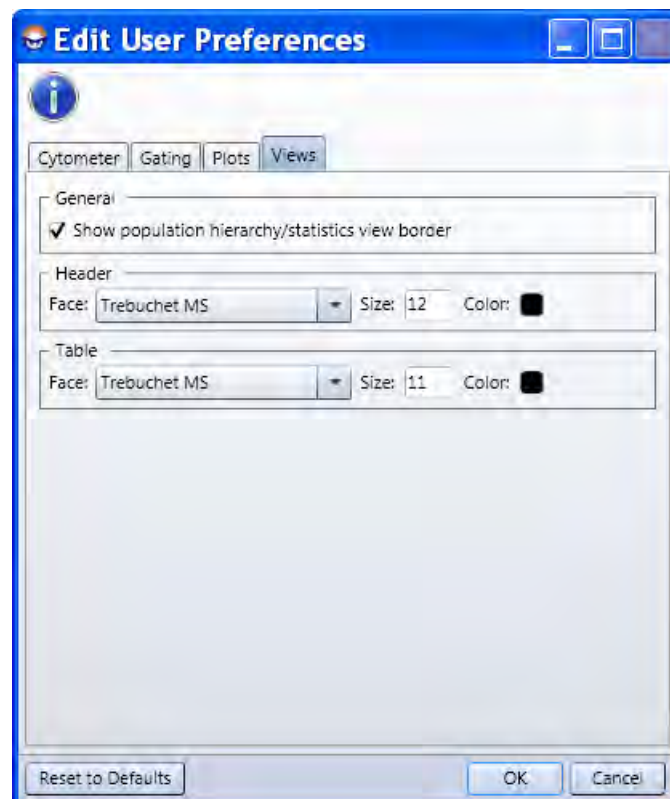 Edit User Preferences
i
Cytometer Gating Plots Views
General
Show population hierarchy/statistics view border
Header
Face: Trebuchet MS Size: 12 Color:
Table
Face: Trebuchet MS Size: 11 Color:
Reset to Defaults OK Cancel